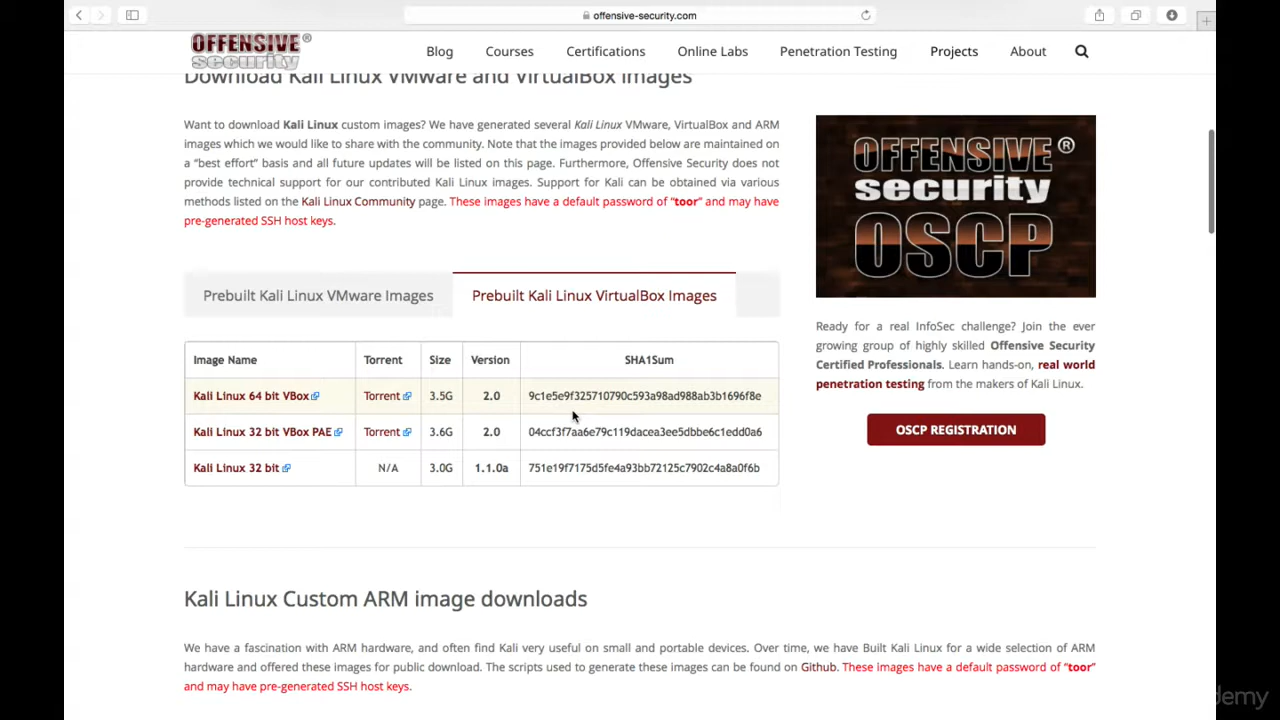 offensive-security.com
OFFENSIVE®
security
Blog Courses Certifications Online Labs Penetration Testing Projects About
Download Kali Linux VMware and VirtualBox Images
Want to download Kali Linux custom images? We have generated several Kali Linux VMware, VirtualBox and ARM
images which we would like to share with the community. Note that the images provided below are maintained on
a “best effort” basis and all future updates will be listed on this page. Furthermore, Offensive Security does not
provide technical support for our contributed Kali Linux images. Support for Kali can be obtained via various
methods listed on the Kali Linux Community page. These images have a default password of “toor” and may have
pre-generated SSH host keys.
Prebuilt Kali Linux VMware Images Prebuilt Kali Linux VirtualBox Images
Image Name Torrent Size Version SHA1Sum
Kali Linux 64 bit VBox Torrent 3.5G 2.0 9c1e5e9f325710790c593a98ad988ab3b1696f8e
Kali Linux 32 bit VBox PAE Torrent 3.6G 2.0 04ccf3f7aa6e79c119dacea3ee5dbbe6c1edd0a6
Kali Linux 32 bit N/A 3.0G 1.1.0a 751e19f7175d5fe4a93bb72125c7902c4a8a0f6b
OFFENSIVE®
security
OSCP
Ready for a real InfoSec challenge? Join the ever
growing group of highly skilled Offensive Security
Certified Professionals. Learn hands-on, real world
penetration testing from the makers of Kali Linux.
OSCP REGISTRATION
Kali Linux Custom ARM image downloads
We have a fascination with ARM hardware, and often find Kali very useful on small and portable devices. Over time, we have Built Kali Linux for a wide selection of ARM
hardware and offered these images for public download. The scripts used to generate these images can be found on Github. These images have a default password of “toor”
and may have pre-generated SSH host keys.
demy